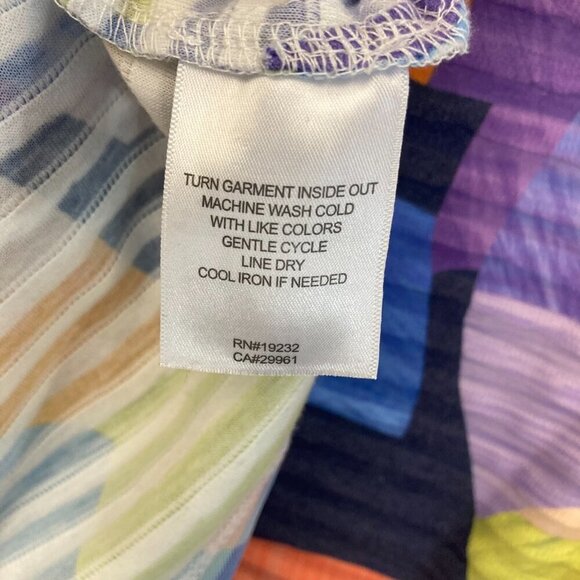 TURN GARMENT INSIDE OUT
MACHINE WASH COLD
WITH LIKE COLORS
GENTLE CYCLE
LINE DRY
COOL IRON IF NEEDED
RN#19232
CA#29961